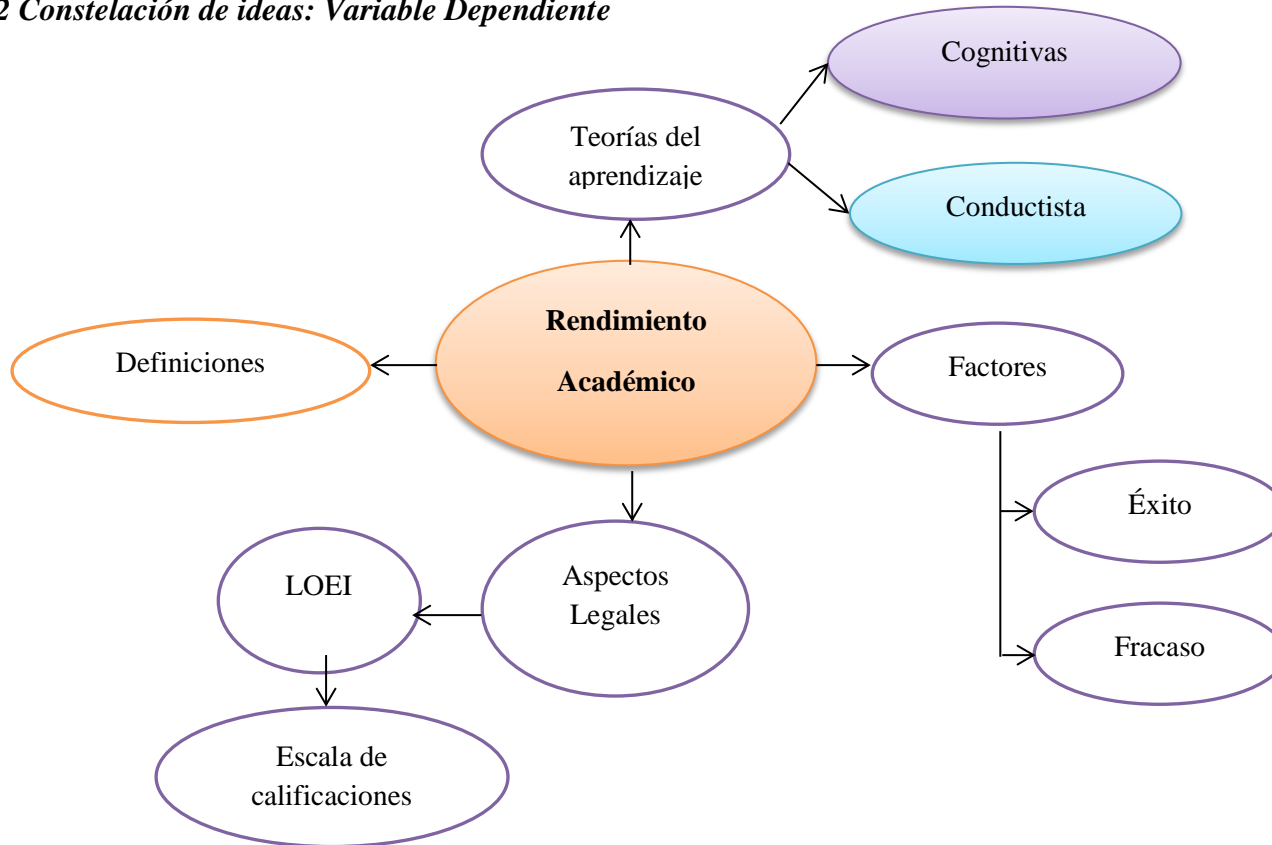 2 Constelación de ideas: Variable Dependiente
Cognitivas
Teorías del
aprendizaje
Conductista
Rendimiento
Académico
Definiciones
Factores
Éxito
Aspectos
Legales
LOEI
Fracaso
Escala de
calificaciones